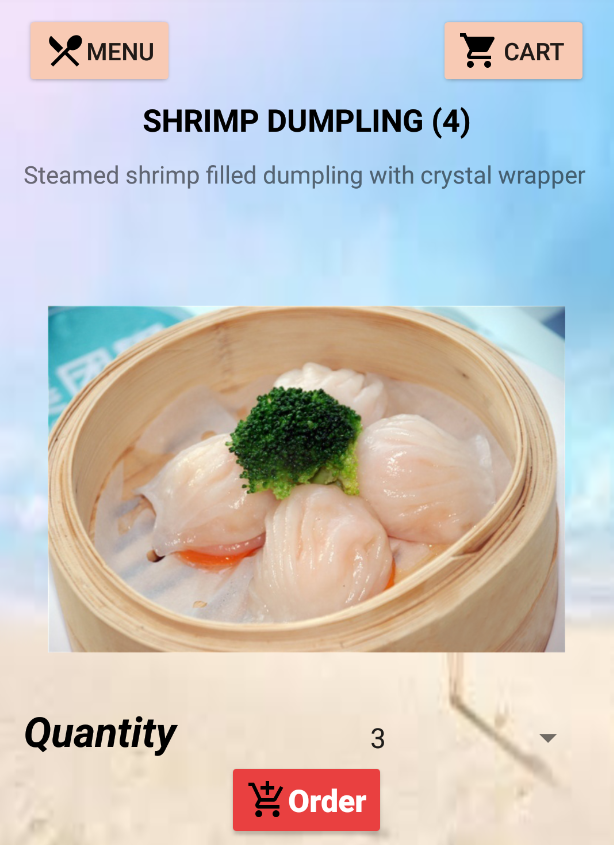 MENU
CART
SHRIMP DUMPLING (4)
Steamed shrimp filled dumpling with crystal wrapper
Quantity
3
Order